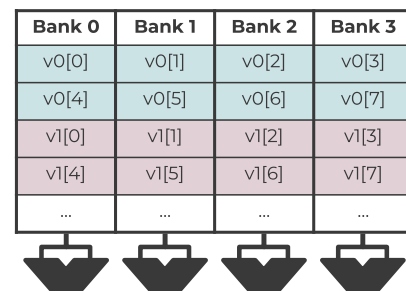 Bank 0 Bank 1 Bank 2 Bank 3
v0[0] v0[1] v0[2] v0[3]
v0[4] v0[5] v0[6] v0[7]
v1[0] v1[1] v1[2] v1[3]
v1[4] v1[5] v1[6] v1[7]
... ... ... ...